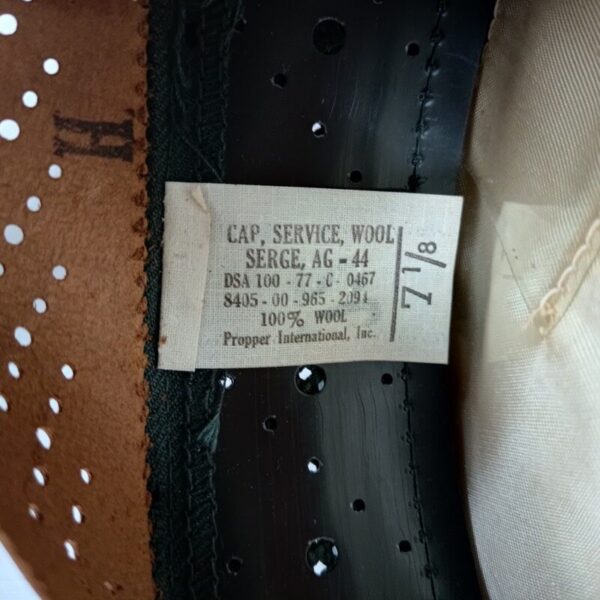 CAP, SERVICE, WOOL
SERGE, AG - 44
DSA 100 - 77 - C - 0467
8405 - 00 - 965 - 2094
100% WOOL
Propper International, Inc.
7 1/8
H